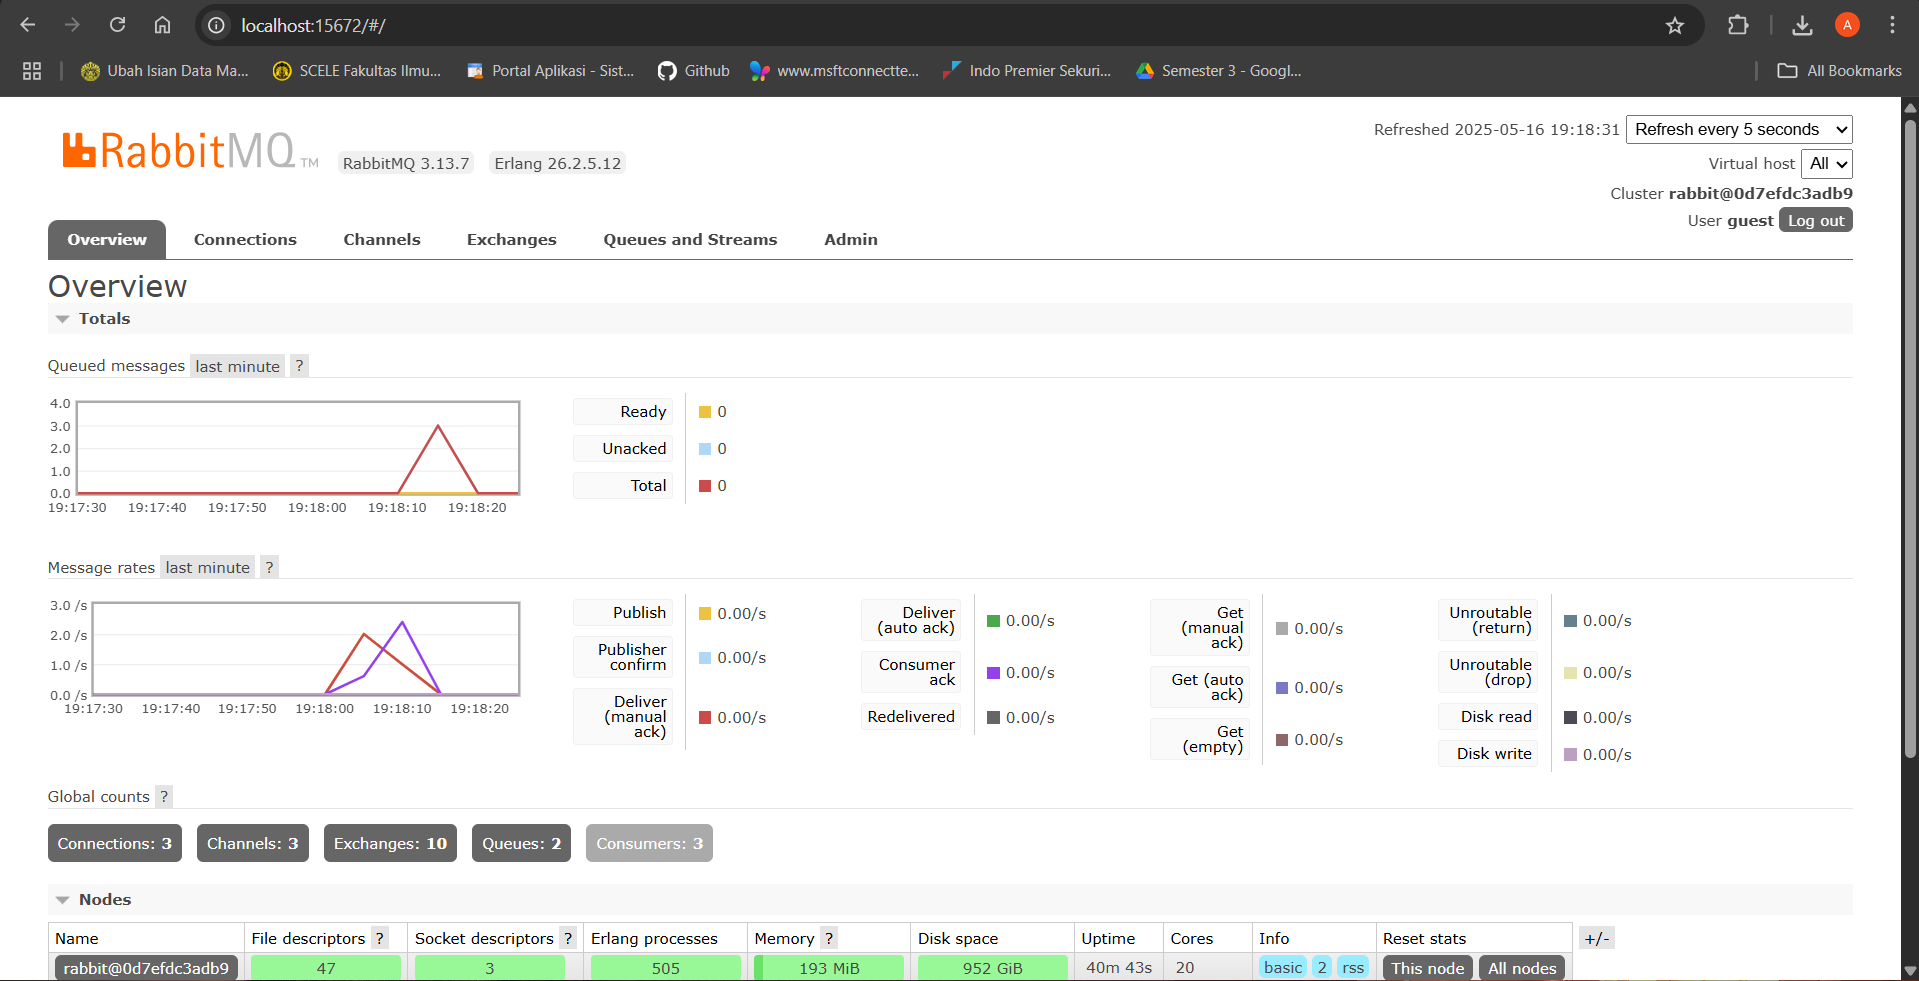 localhost:15672/#/
A
Ubah Isian Data Ma...
SCELE Fakultas Ilmu...
Portal Aplikasi - Sist...
Github
www.msftconnectte...
Indo Premier Sekuri...
Semester 3 - Googl...
All Bookmarks
RabbitMQ TM
RabbitMQ 3.13.7
Erlang 26.2.5.12
Refreshed 2025-05-16 19:18:31
Refresh every 5 seconds
Virtual host All
Cluster rabbit@0d7efdc3adb9
User guest Log out
Overview
Connections
Channels
Exchanges
Queues and Streams
Admin
Overview
Totals
Queued messages last minute ?
4.0
3.0
2.0
1.0
0.0
19:17:30 19:17:40 19:17:50 19:18:00 19:18:10 19:18:20
Ready 0
Unacked 0
Total 0
Message rates last minute ?
3.0 /s
2.0 /s
1.0 /s
0.0 /s
19:17:30 19:17:40 19:17:50 19:18:00 19:18:10 19:18:20
Publish 0.00/s
Publisher
confirm 0.00/s
Deliver
(manual
ack) 0.00/s
Deliver
(auto ack) 0.00/s
Consumer
ack 0.00/s
Redelivered 0.00/s
Get
(manual
ack) 0.00/s
Get (auto
ack) 0.00/s
Get
(empty) 0.00/s
Unroutable
(return) 0.00/s
Unroutable
(drop) 0.00/s
Disk read 0.00/s
Disk write 0.00/s
Global counts ?
Connections: 3
Channels: 3
Exchanges: 10
Queues: 2
Consumers: 3
Nodes
Name File descriptors ? Socket descriptors ? Erlang processes Memory ? Disk space Uptime Cores Info Reset stats +/-
rabbit@0d7efdc3adb9 47 3 505 193 MiB 952 GiB 40m 43s 20 basic 2 rss This node All nodes